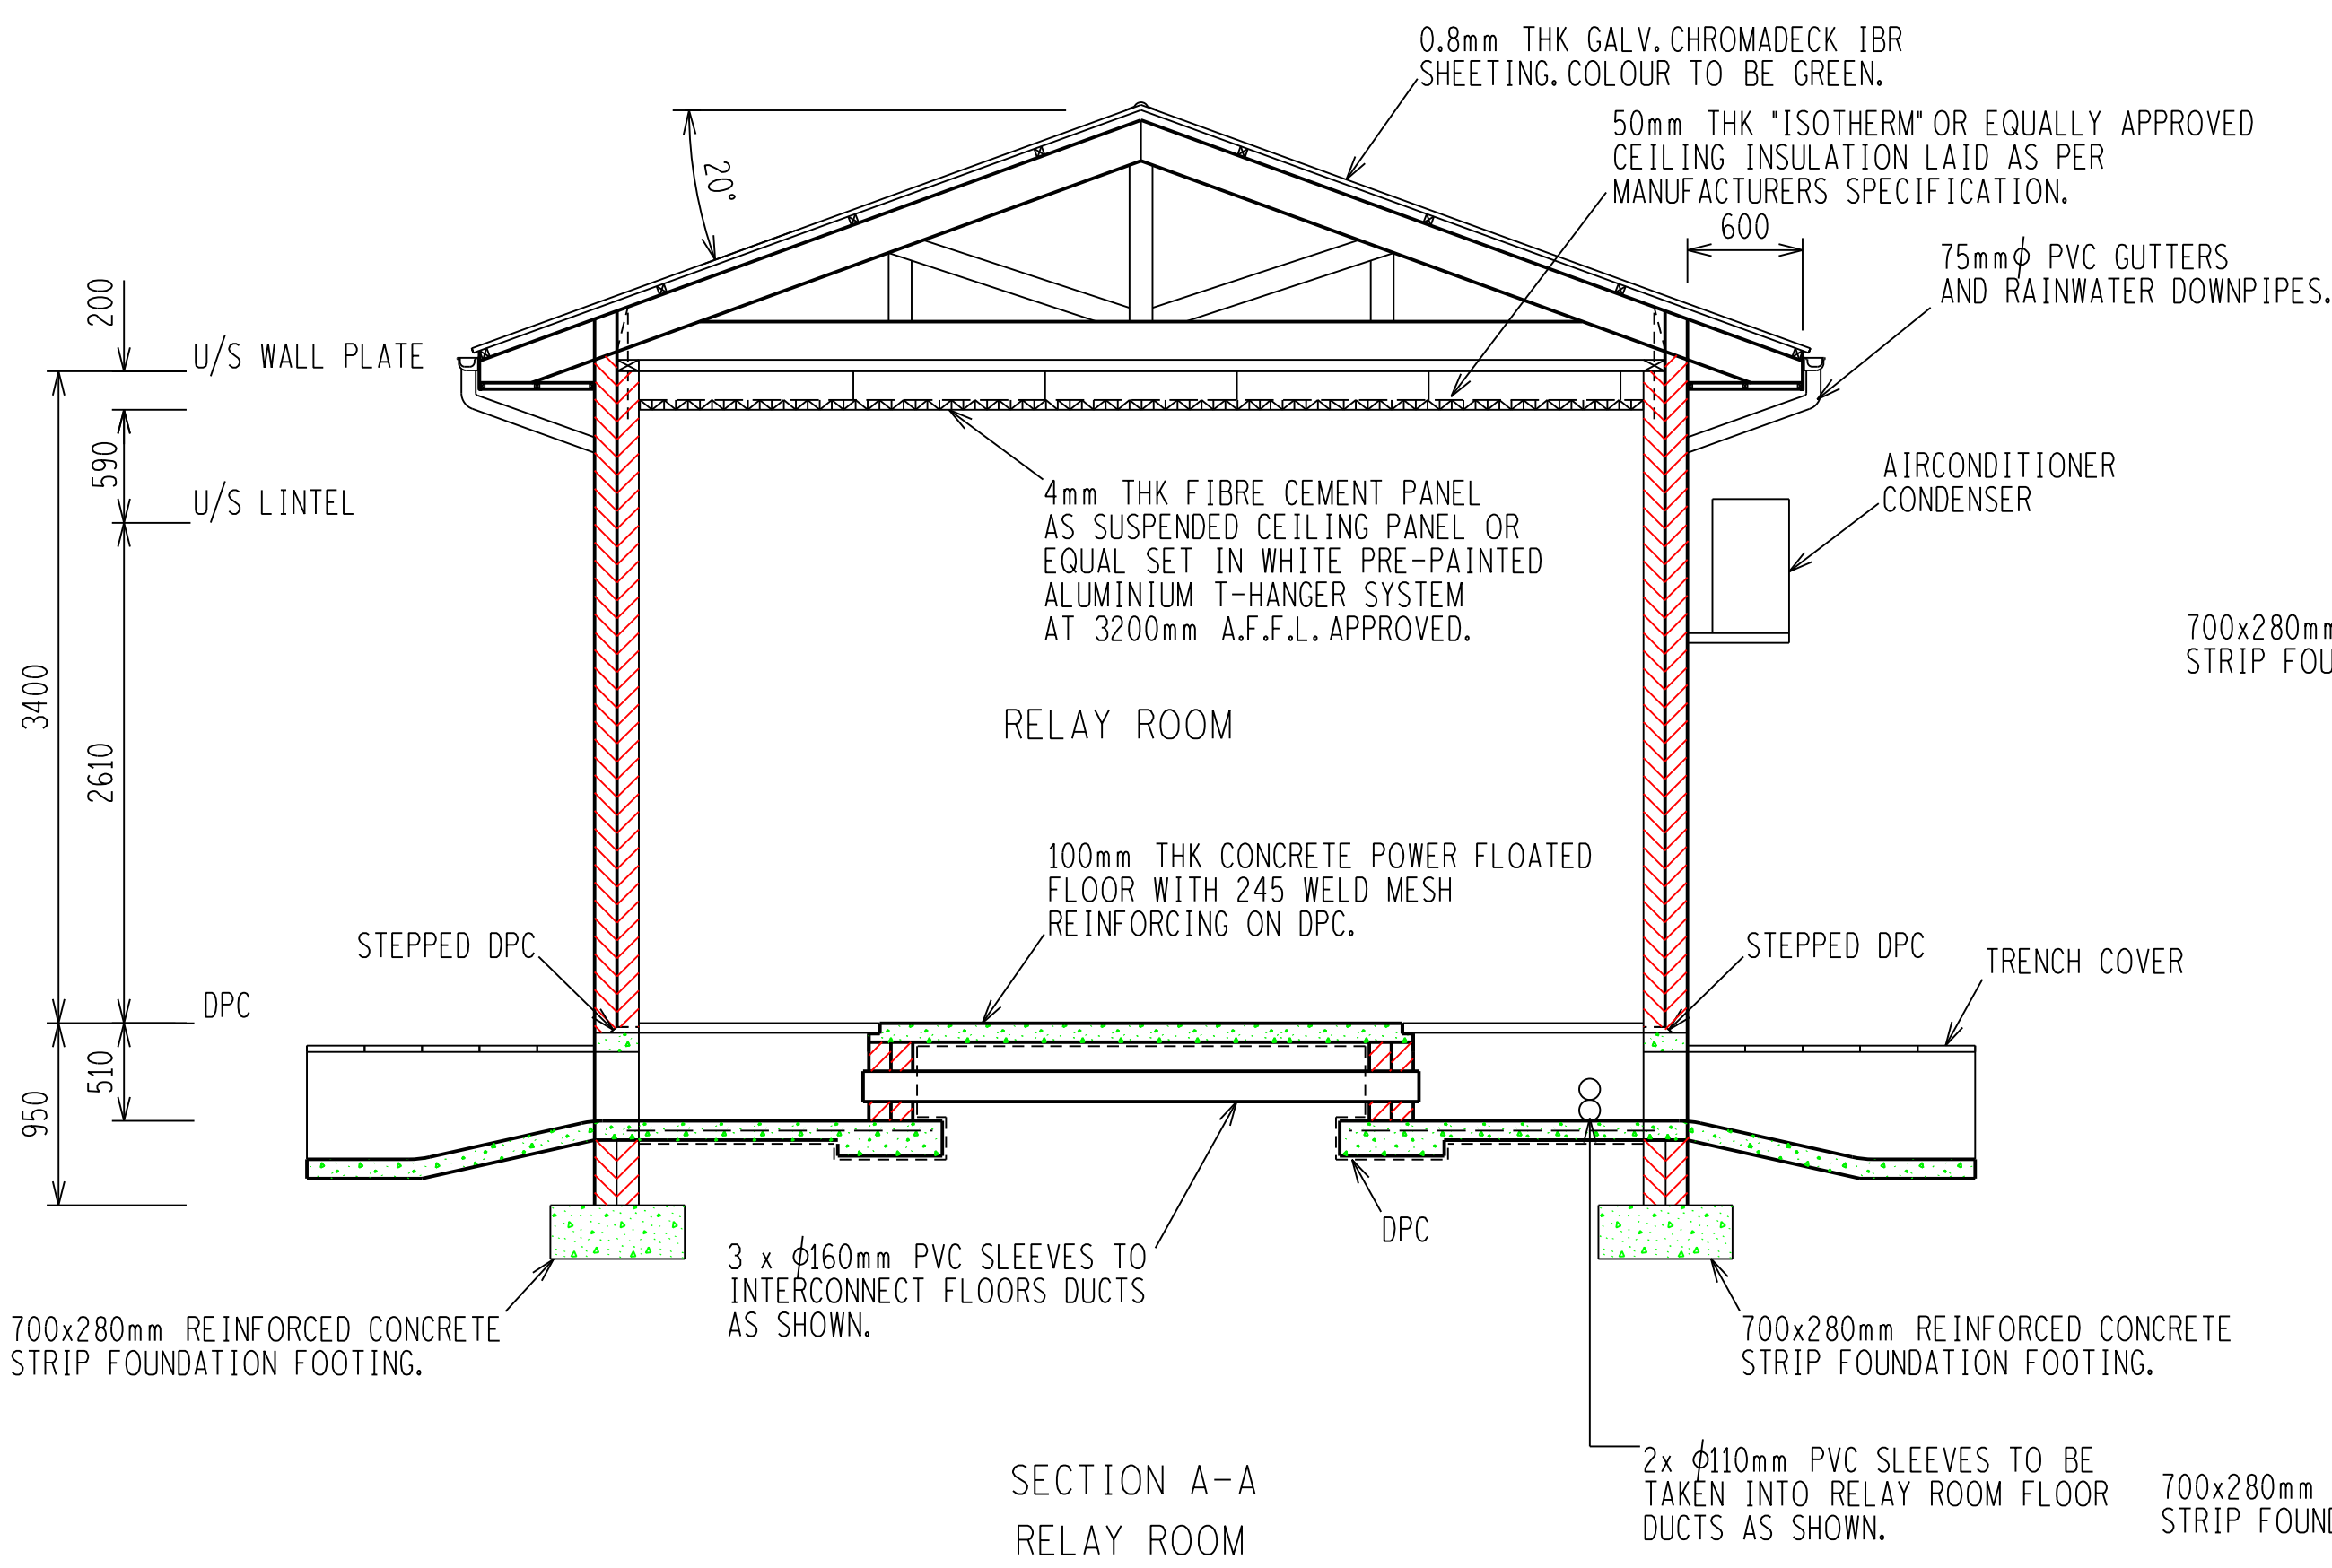 0.8mm THK GALV. CHROMADECK IBR
SHEETING. COLOUR TO BE GREEN.
50mm THK "ISOTHERM" OR EQUALLY APPROVED
CEILING INSULATION LAID AS PER
MANUFACTURERS SPECIFICATION.
20°
600
75mmϕ PVC GUTTERS
AND RAINWATER DOWNPIPES.
200
U/S WALL PLATE
590
U/S LINTEL
AIRCONDITIONER
CONDENSER
4mm THK FIBRE CEMENT PANEL
AS SUSPENDED CEILING PANEL OR
EQUAL SET IN WHITE PRE-PAINTED
ALUMINIUM T-HANGER SYSTEM
AT 3200mm A.F.F.L. APPROVED.
700x280mm
STRIP FOU
3400
2610
RELAY ROOM
100mm THK CONCRETE POWER FLOATED
FLOOR WITH 245 WELD MESH
REINFORCING ON DPC.
STEPPED DPC
STEPPED DPC
TRENCH COVER
DPC
510
950
DPC
3 x ϕ160mm PVC SLEEVES TO
INTERCONNECT FLOORS DUCTS
AS SHOWN.
700x280mm REINFORCED CONCRETE
STRIP FOUNDATION FOOTING.
700x280mm REINFORCED CONCRETE
STRIP FOUNDATION FOOTING.
2x ϕ110mm PVC SLEEVES TO BE
TAKEN INTO RELAY ROOM FLOOR
DUCTS AS SHOWN.
700x280mm
STRIP FOUN
SECTION A-A
RELAY ROOM